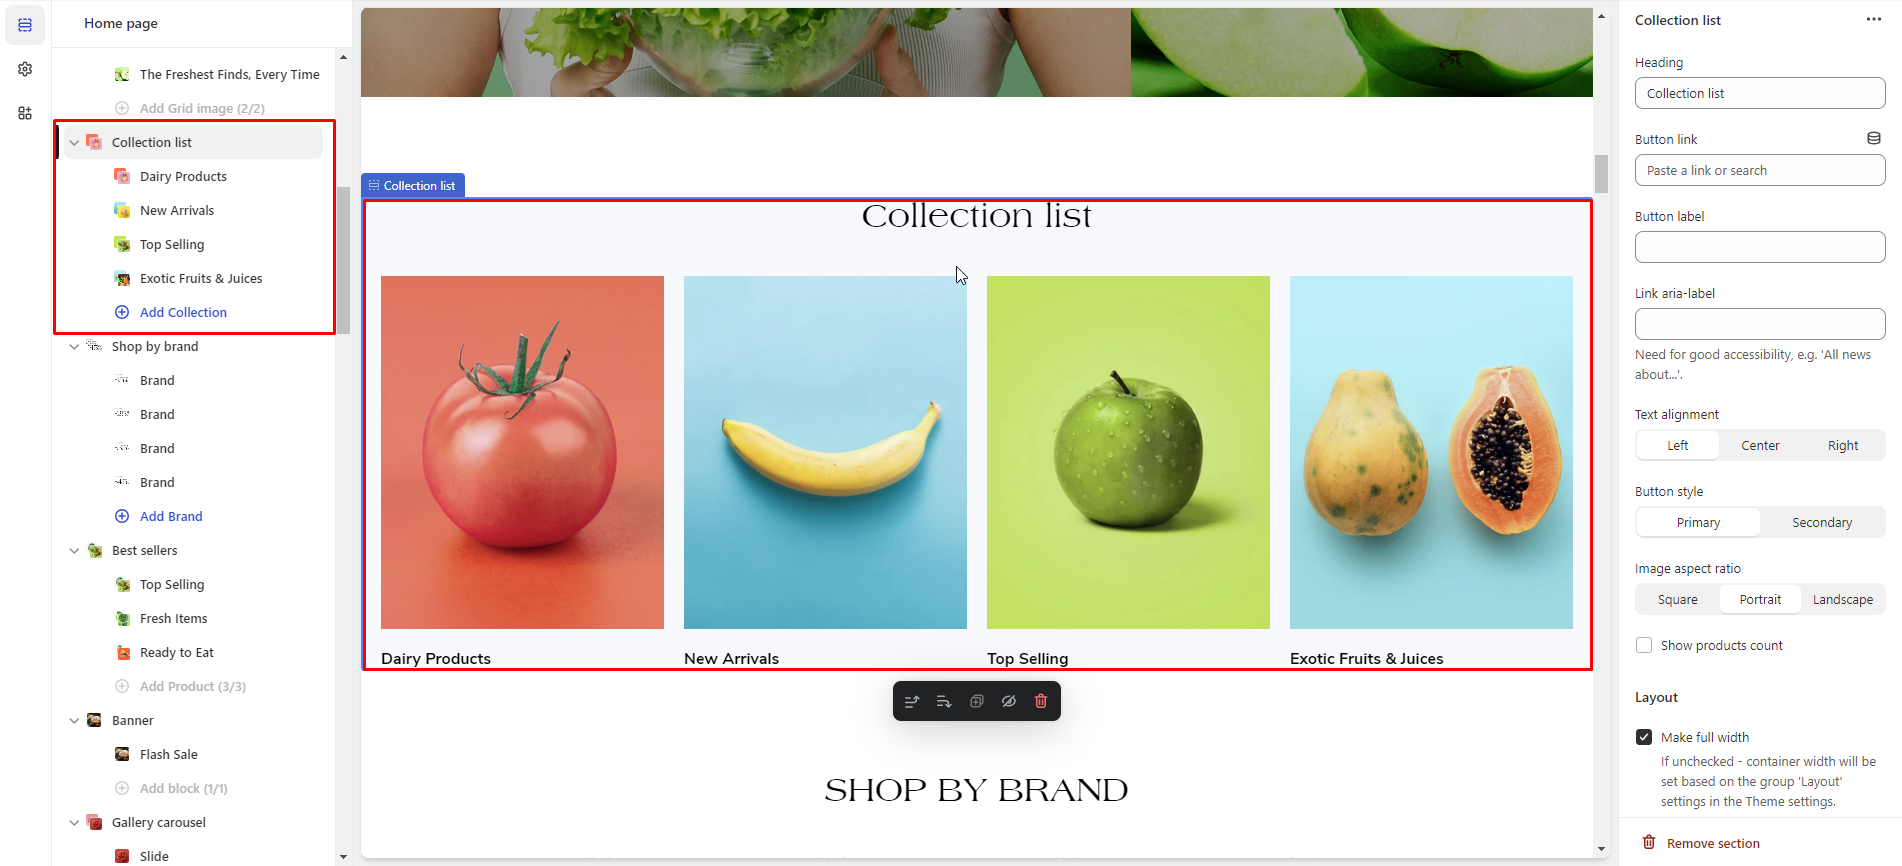 Home page
The Freshest Finds, Every Time
Add Grid image (2/2)
Collection list
Dairy Products
New Arrivals
Top Selling
Exotic Fruits & Juices
Add Collection
Shop by brand
Brand
Brand
Brand
Brand
Add Brand
Best sellers
Top Selling
Fresh Items
Ready to Eat
Add Product (3/3)
Banner
Flash Sale
Add block (1/1)
Gallery carousel
Slide
Collection list
Collection list
Dairy Products
New Arrivals
Top Selling
Exotic Fruits & Juices
SHOP BY BRAND
Collection list
Heading
Collection list
Button link
Paste a link or search
Button label
Link aria-label
Need for good accessibility, e.g. 'All news
about...'.
Text alignment
Left Center Right
Button style
Primary Secondary
Image aspect ratio
Square Portrait Landscape
Show products count
Layout
Make full width
If unchecked - container width will be
set based on the group 'Layout'
settings in the Theme settings.
Remove section